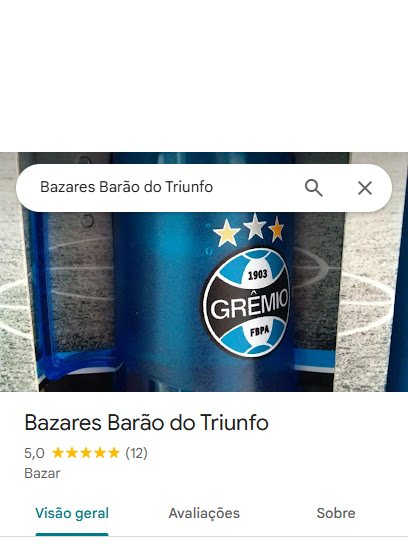 Bazares Barão do Triunfo
1903
GRÊMIO
FBPA
Bazares Barão do Triunfo
5,0 (12)
Bazar
Visão geral Avaliações Sobre